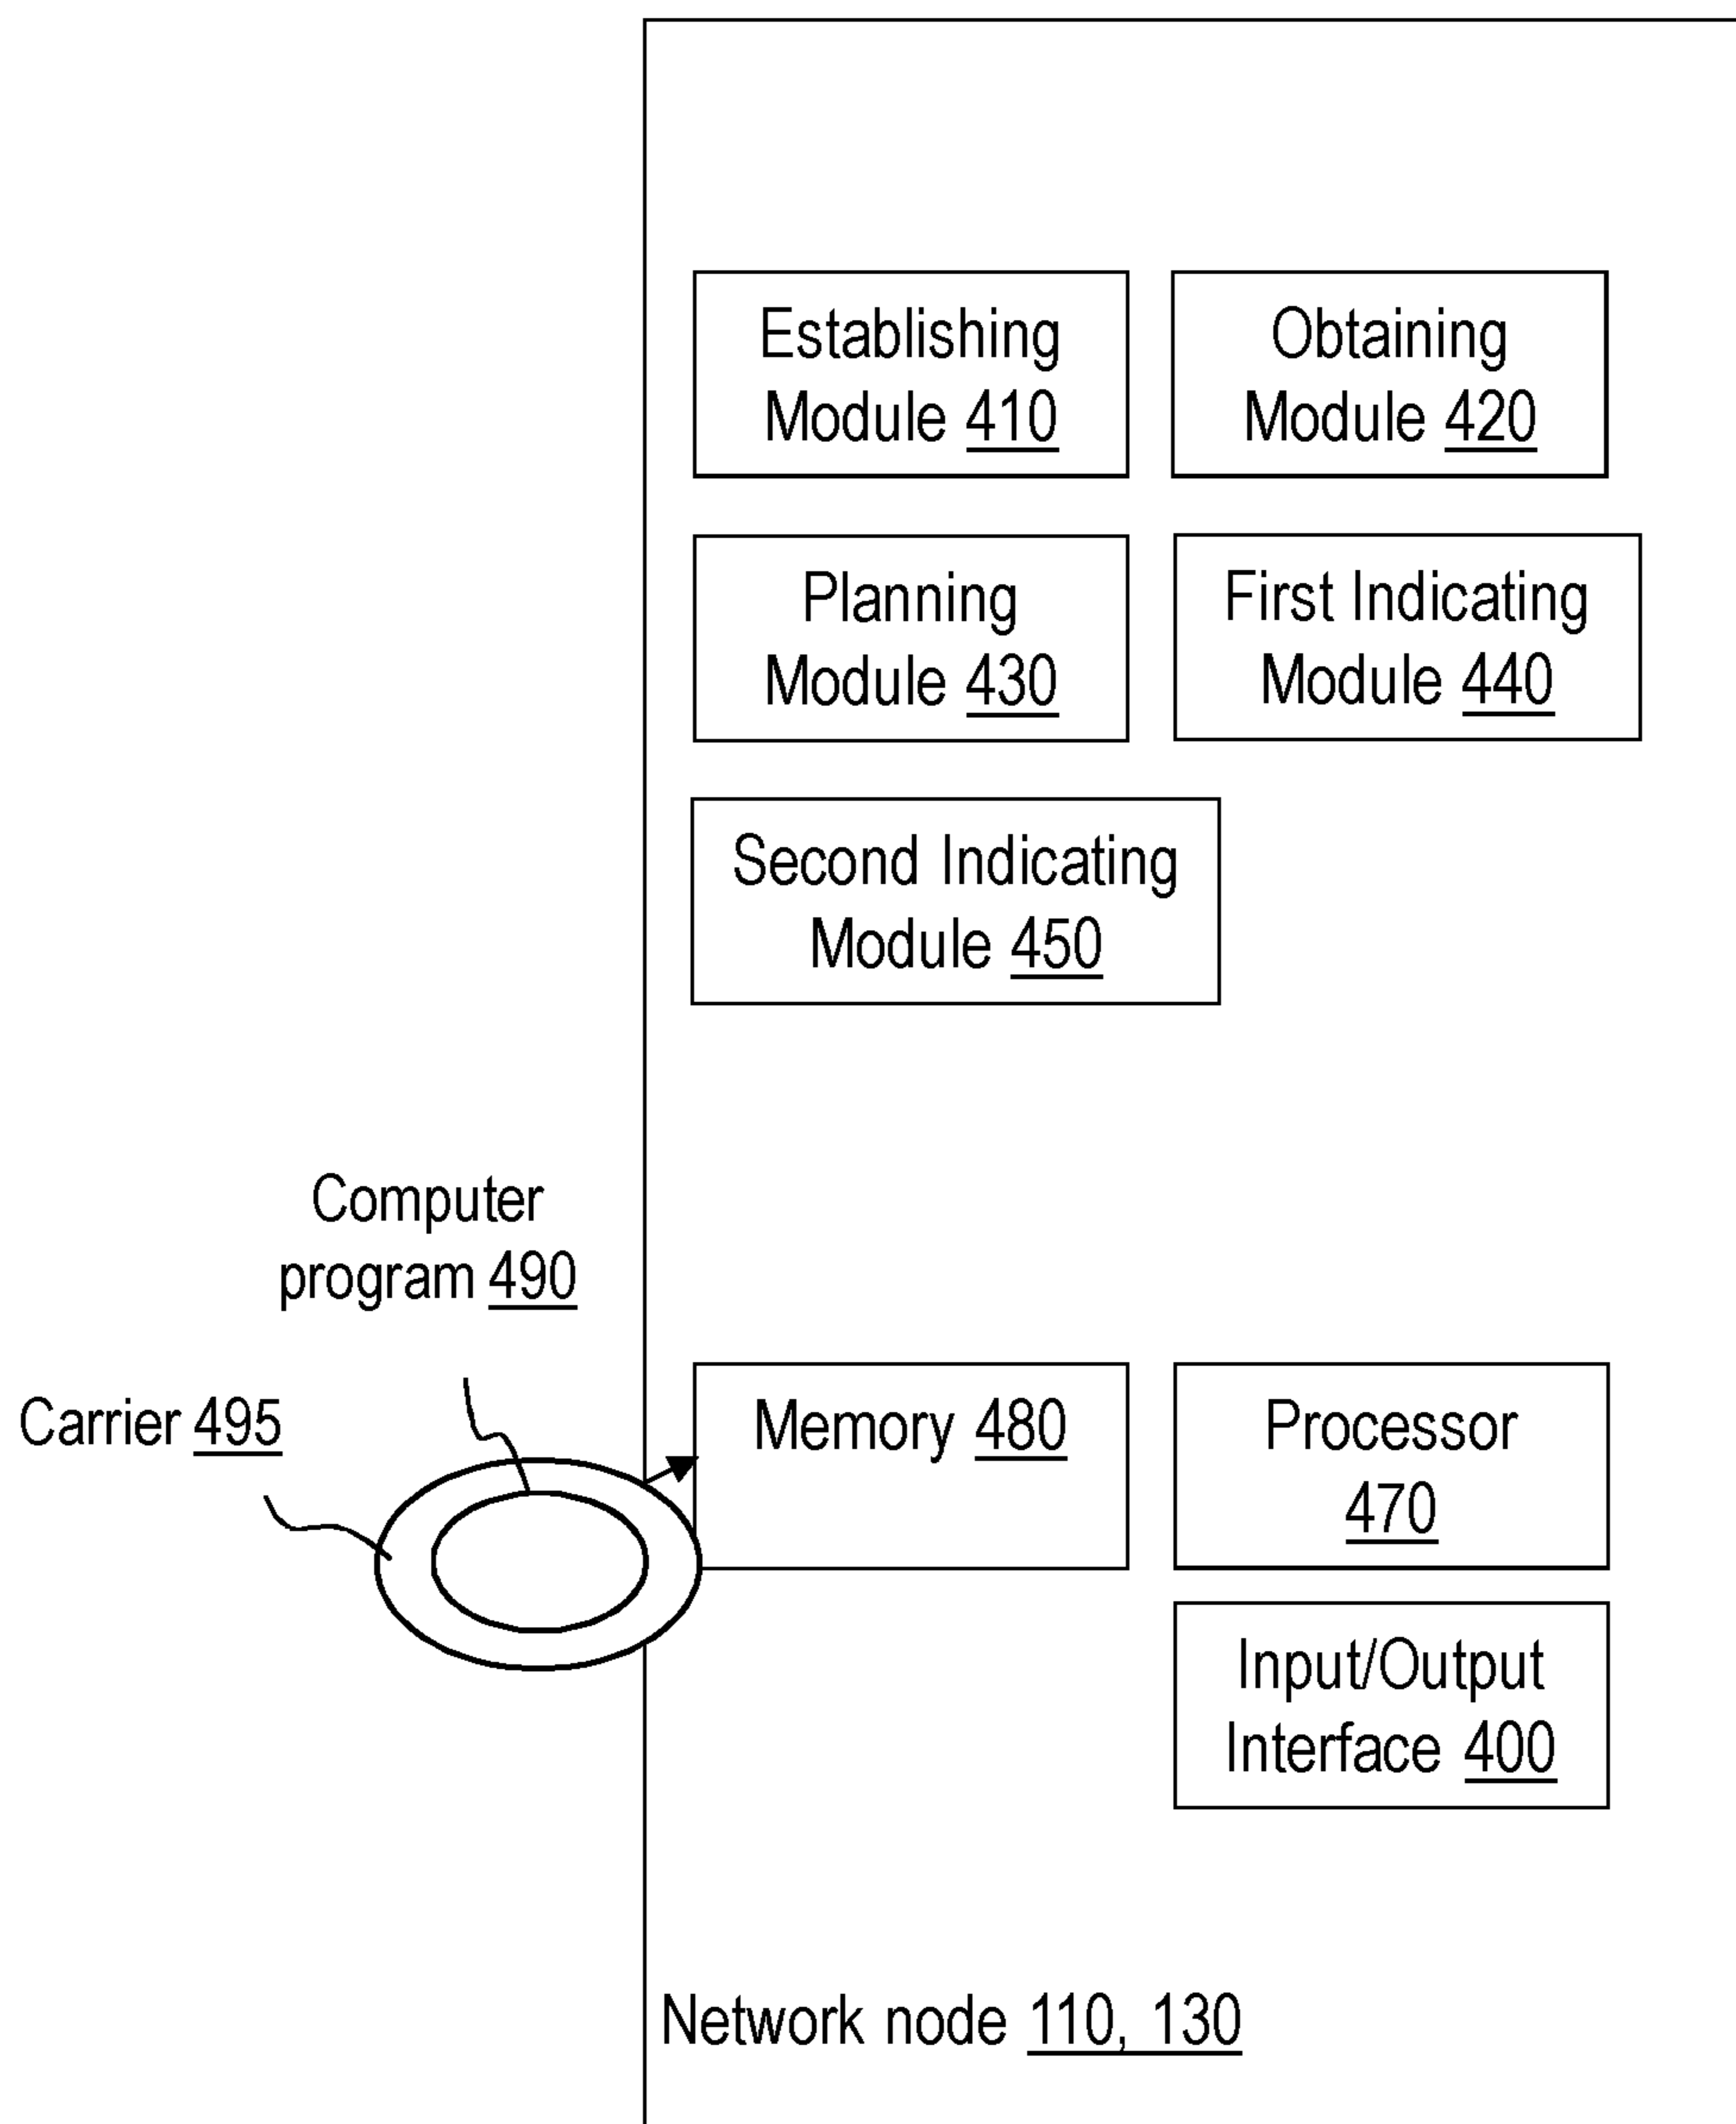 Establishing
Module 410
Obtaining
Module 420
Planning
Module 430
First Indicating
Module 440
Second Indicating
Module 450
Computer
program 490
Carrier 495
Memory 480
Processor
470
Input/Output
Interface 400
Network node 110, 130